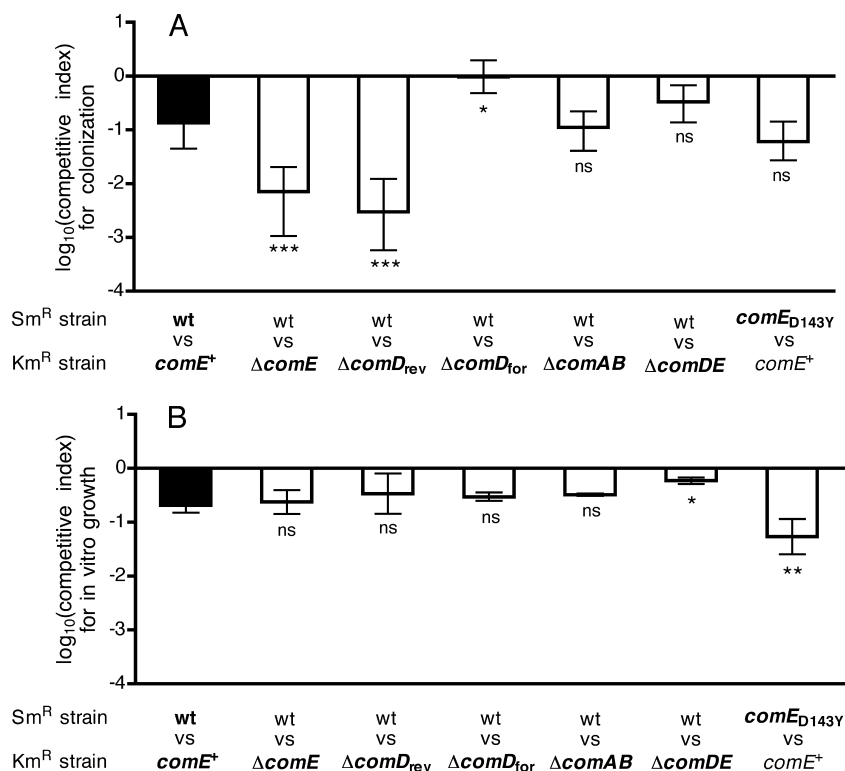 A
log10(competitive index)
for colonization
1
0
-1
-2
-3
-4
* 
*** 
*** 
ns
ns
ns
SmR strain wt wt wt wt wt wt comED143Y
vs vs vs vs vs vs vs
KmR strain comE+ ΔcomE ΔcomDrev ΔcomDfor ΔcomAB ΔcomDE comE+
B
log10(competitive index)
for in vitro growth
1
0
-1
-2
-3
-4
ns ns ns ns * **
SmR strain wt wt wt wt wt wt comED143Y
vs vs vs vs vs vs vs
KmR strain comE+ ΔcomE ΔcomDrev ΔcomDfor ΔcomAB ΔcomDE comE+